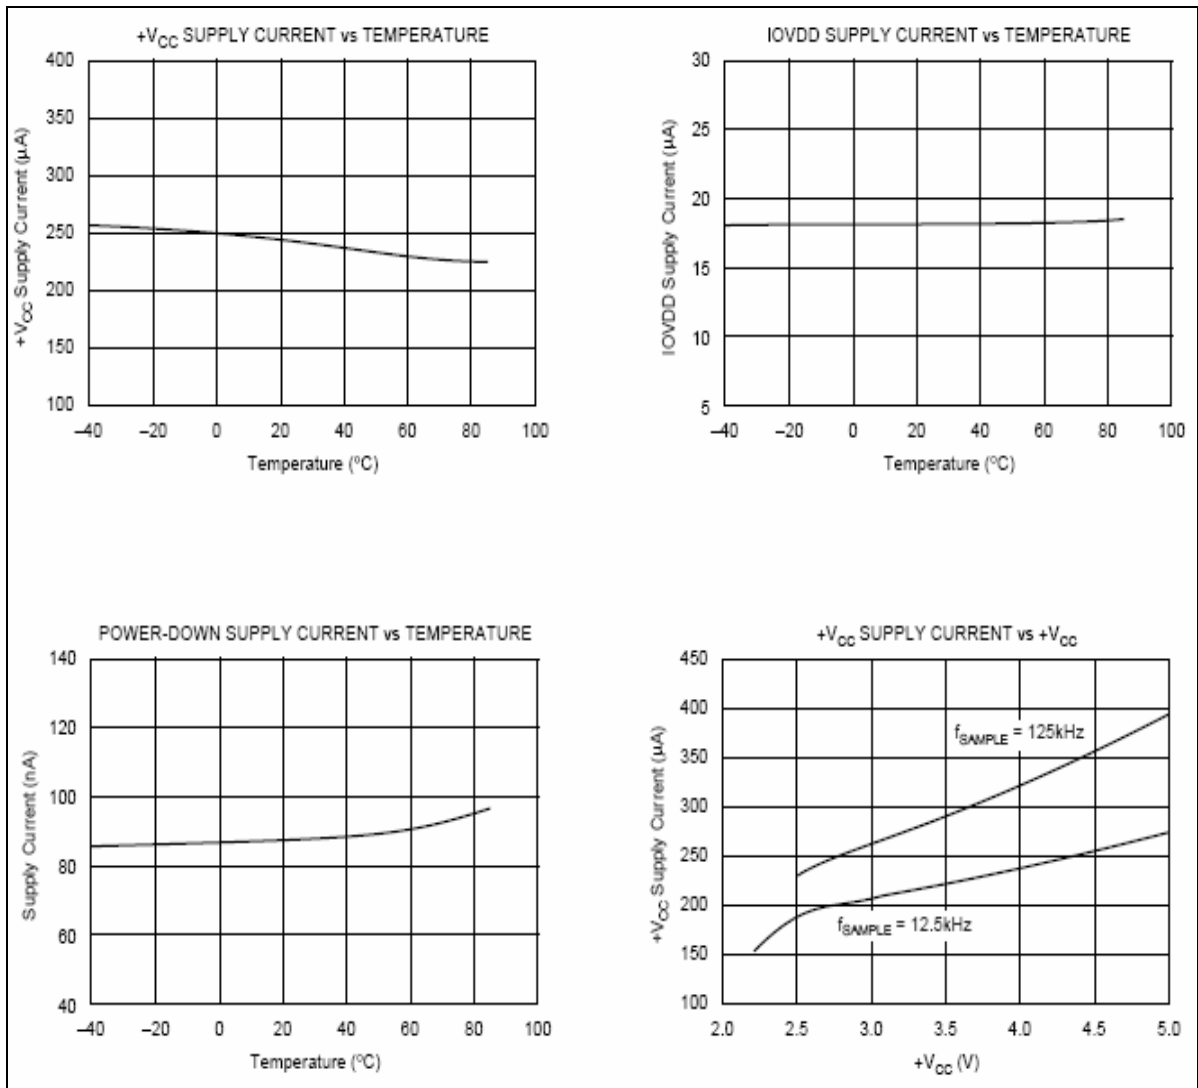 +VCC SUPPLY CURRENT vs TEMPERATURE
400
350
300
250
200
150
100
+VCC Supply Current (µA)
–40 –20 0 20 40 60 80 100
Temperature (°C)
IOVDD SUPPLY CURRENT vs TEMPERATURE
30
25
20
15
10
5
IOVDD Supply Current (µA)
–40 –20 0 20 40 60 80 100
Temperature (°C)
POWER-DOWN SUPPLY CURRENT vs TEMPERATURE
140
120
100
80
60
40
Supply Current (nA)
–40 –20 0 20 40 60 80 100
Temperature (°C)
+VCC SUPPLY CURRENT vs +VCC
450
400
350
300
250
200
150
100
+VCC Supply Current (µA)
fSAMPLE = 125kHz
fSAMPLE = 12.5kHz
2.0 2.5 3.0 3.5 4.0 4.5 5.0
+VCC (V)